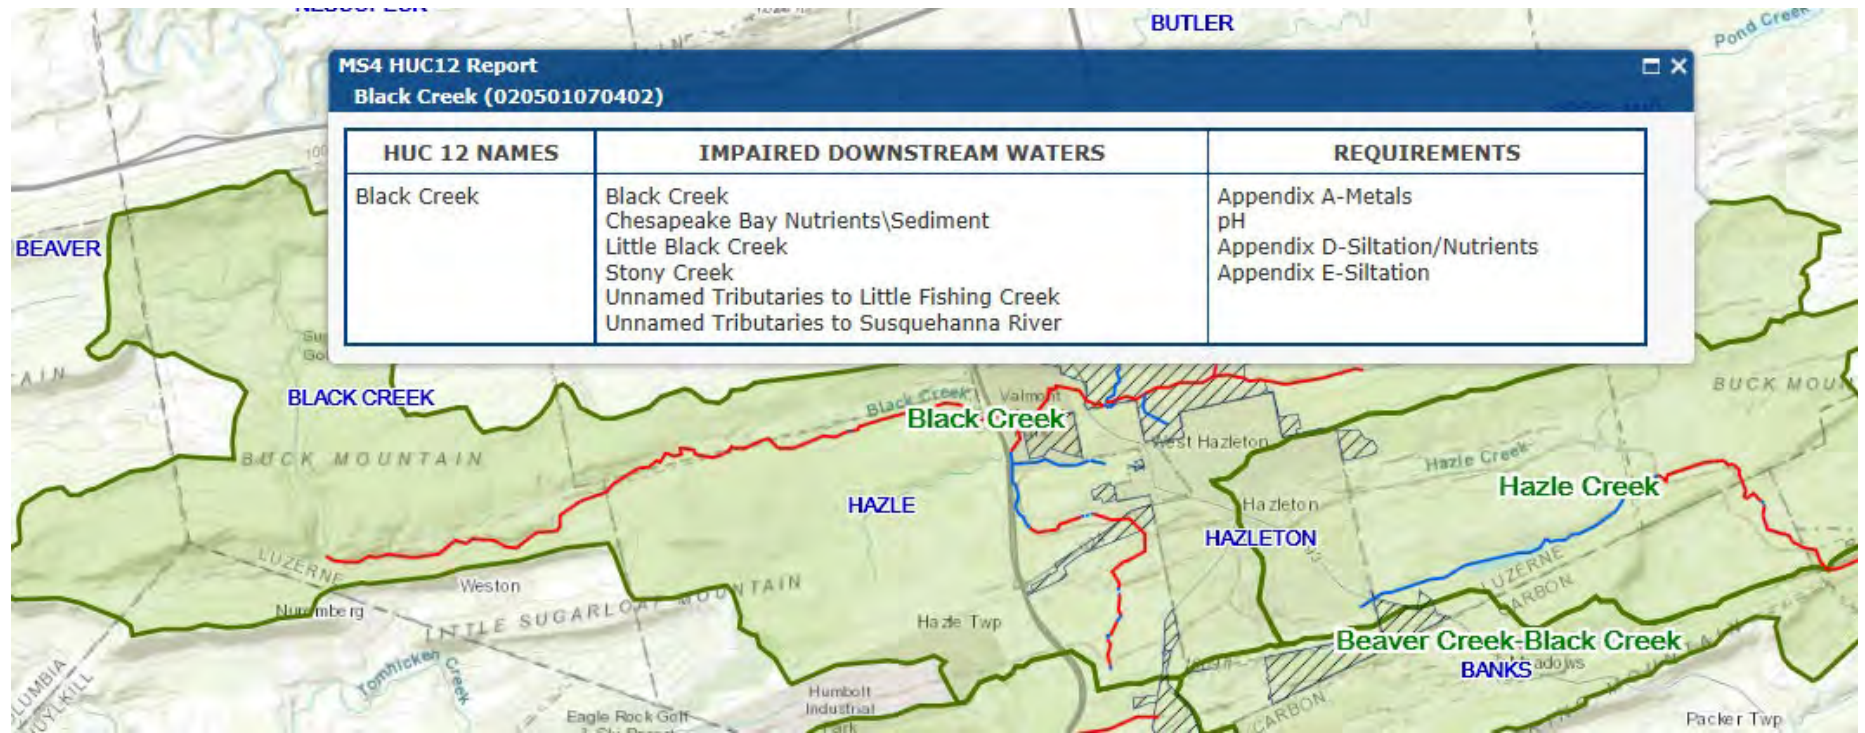 BUTLER
Pond Creek
MS4 HUC12 Report
Black Creek (020501070402)
HUC 12 NAMES
IMPAIRED DOWNSTREAM WATERS
REQUIREMENTS
Black Creek
Black Creek
Chesapeake Bay Nutrients\Sediment
Little Black Creek
Stony Creek
Unnamed Tributaries to Little Fishing Creek
Unnamed Tributaries to Susquehanna River
Appendix A-Metals
pH
Appendix D-Siltation/Nutrients
Appendix E-Siltation
BEAVER
BLACK CREEK
Black Creek
Valmont
Black Creek
West Hazleton
BUCK MOUNTAIN
Hazle Creek
Hazle Creek
HAZLE
Hazleton
HAZLETON
LUZERNE
Weston
Nuremberg
LITTLE SUGARLOAF MOUNTAIN
Hazle Twp
LUZERNE
CARBON
Beaver Creek-Black Creek
BANKS
Tomhicken Creek
Humbolt
Industrial
Park
Eagle Rock Golf
CARBON
Packer Twp